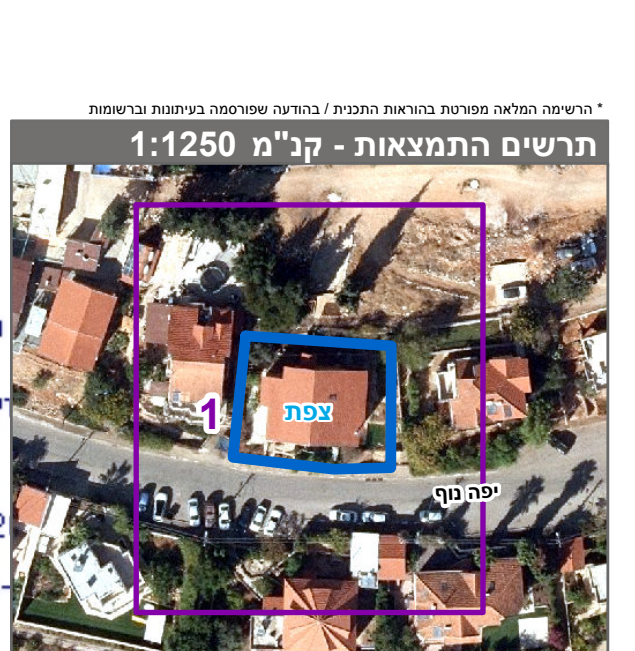 * הרשימה המלאה מפורטת בהוראות התכנית / בהודעה שפורסמה בעיתונות וברשומות
תרשים התמצאות - קנ"מ 1:1250
1
צפת
יפה נוף